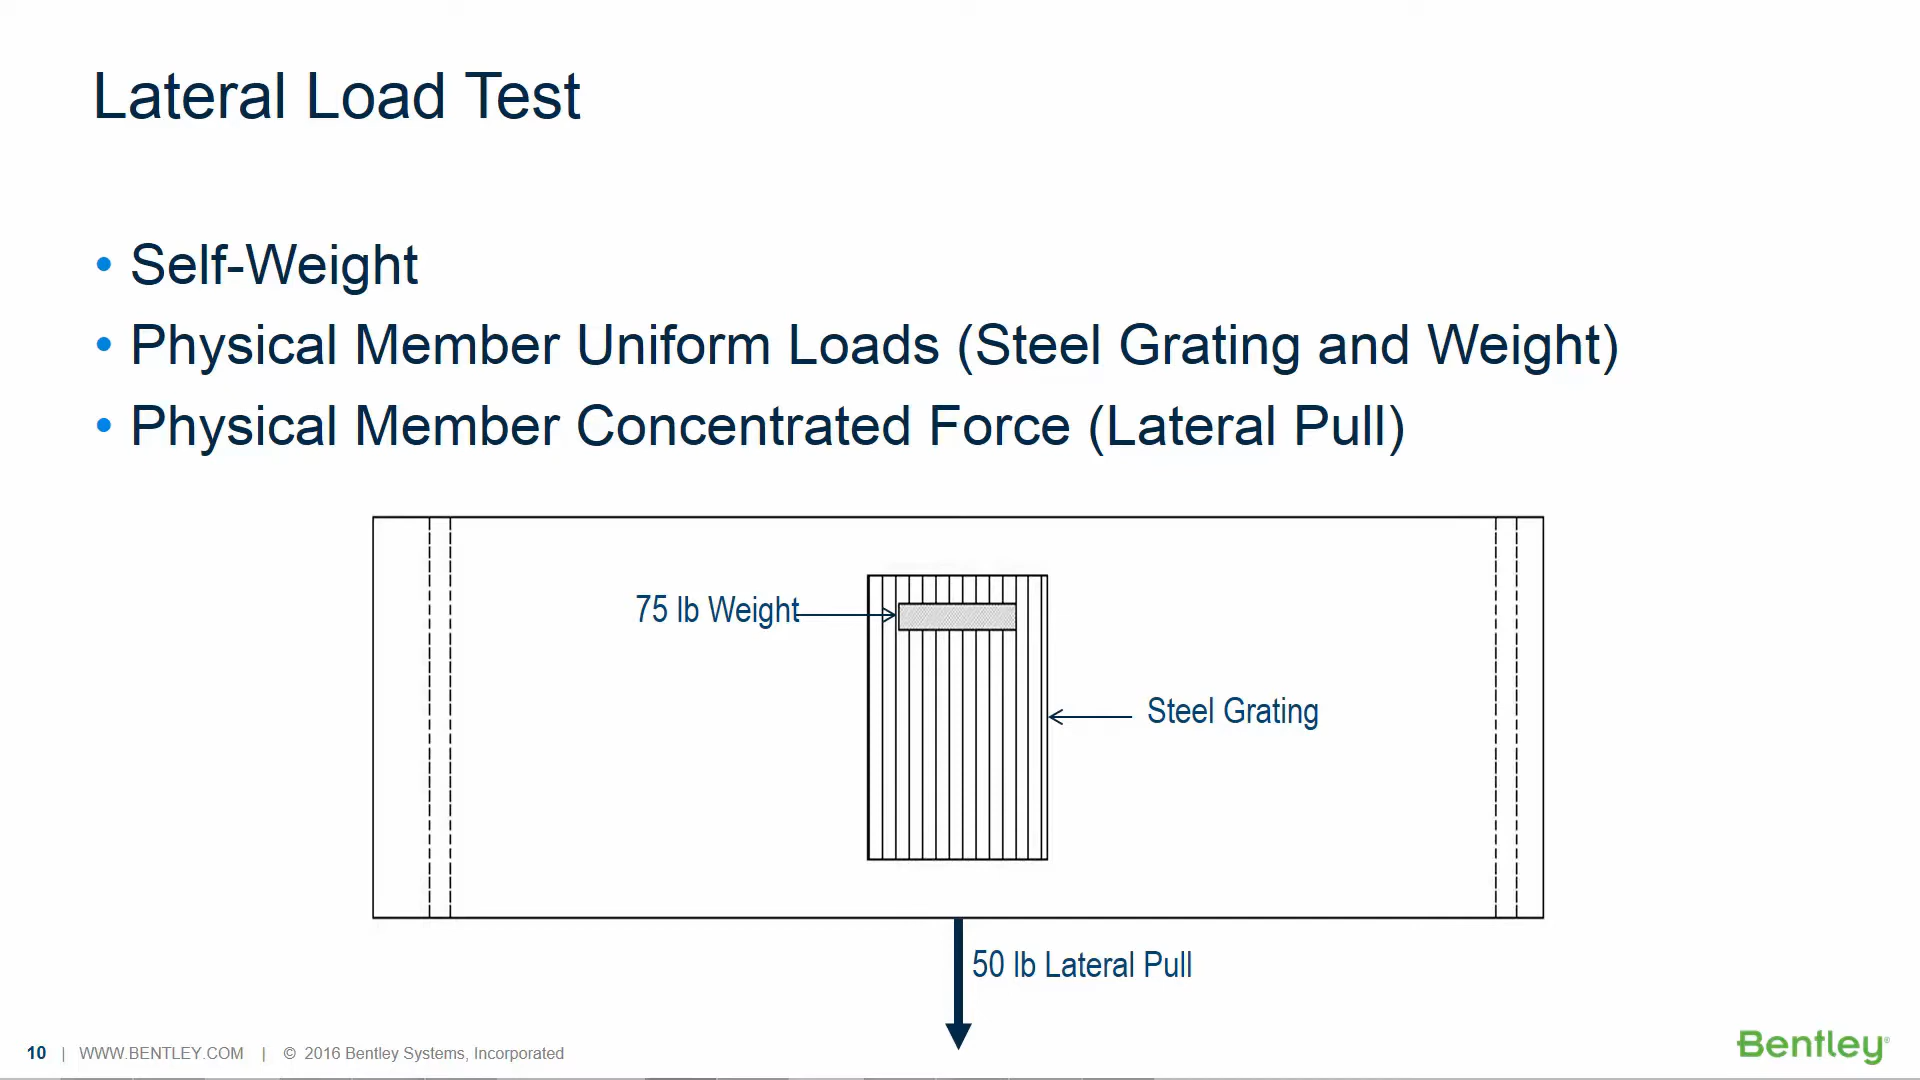 Lateral Load Test
• Self-Weight
• Physical Member Uniform Loads (Steel Grating and Weight)
• Physical Member Concentrated Force (Lateral Pull)
75 lb Weight
Steel Grating
50 lb Lateral Pull
10 | WWW.BENTLEY.COM | © 2016 Bentley Systems, Incorporated
Bentley®